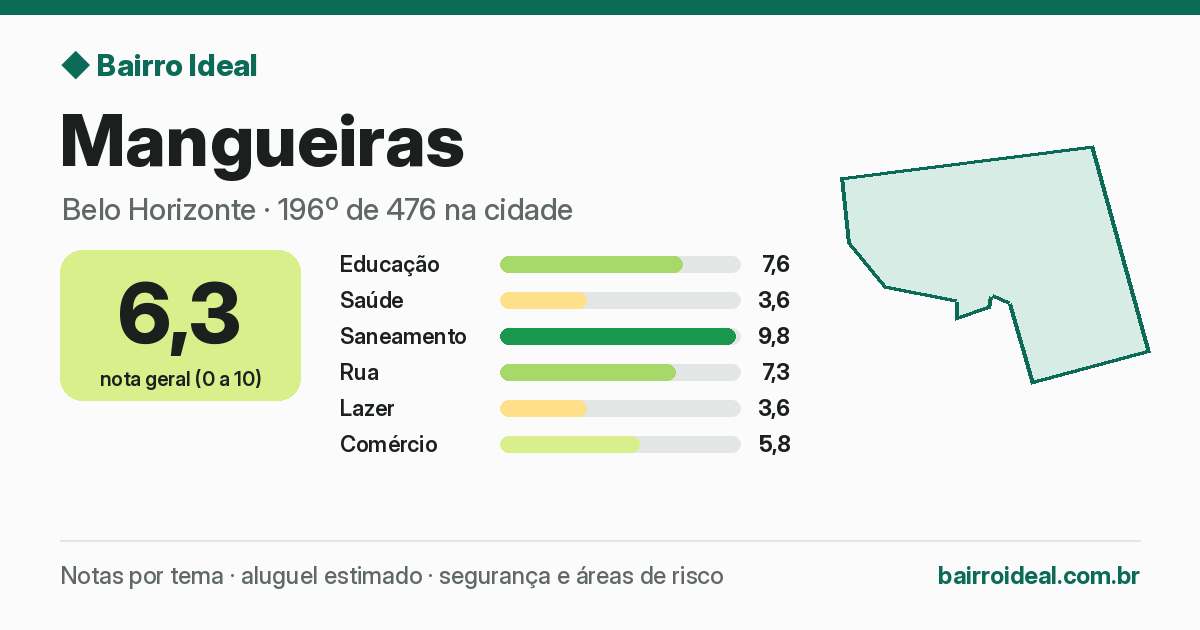 Bairro Ideal
Mangueiras
Belo Horizonte · 196º de 476 na cidade
6,3
nota geral (0 a 10)
Educação 7,6
Saúde 3,6
Saneamento 9,8
Rua 7,3
Lazer 3,6
Comércio 5,8
Notas por tema · aluguel estimado · segurança e áreas de risco
bairroideal.com.br